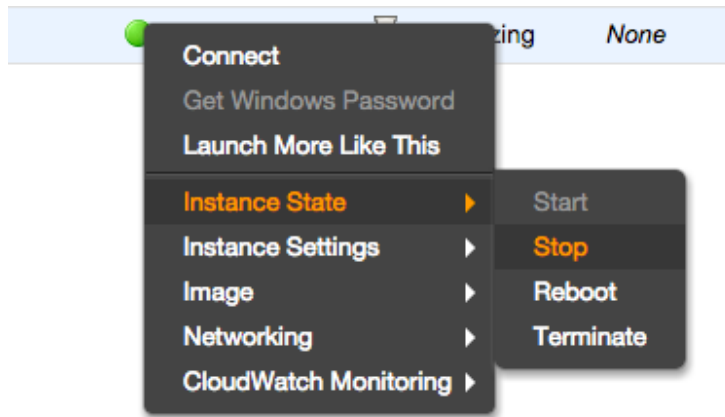 zing None
Connect
Get Windows Password
Launch More Like This
Instance State
Instance Settings
Image
Networking
CloudWatch Monitoring
Start
Stop
Reboot
Terminate